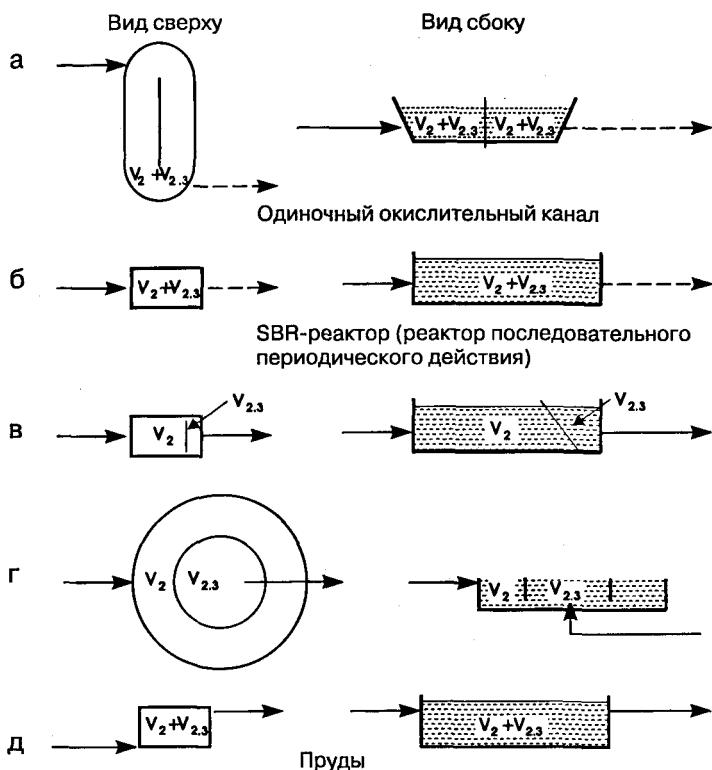 Вид сверху
Вид сбоку
а
V₂ +V₂.₃
V₂ +V₂.₃
V₂ +V₂.₃
Одиночный окислительный канал
б
V₂+V₂.₃
V₂ +V₂.₃
SBR-реактор (реактор последовательного
периодического действия)
в
V₂
V₂.₃
V₂
V₂.₃
г
V₂
V₂.₃
V₂
V₂.₃
д
V₂+V₂.₃
V₂ +V₂.₃
Пруды